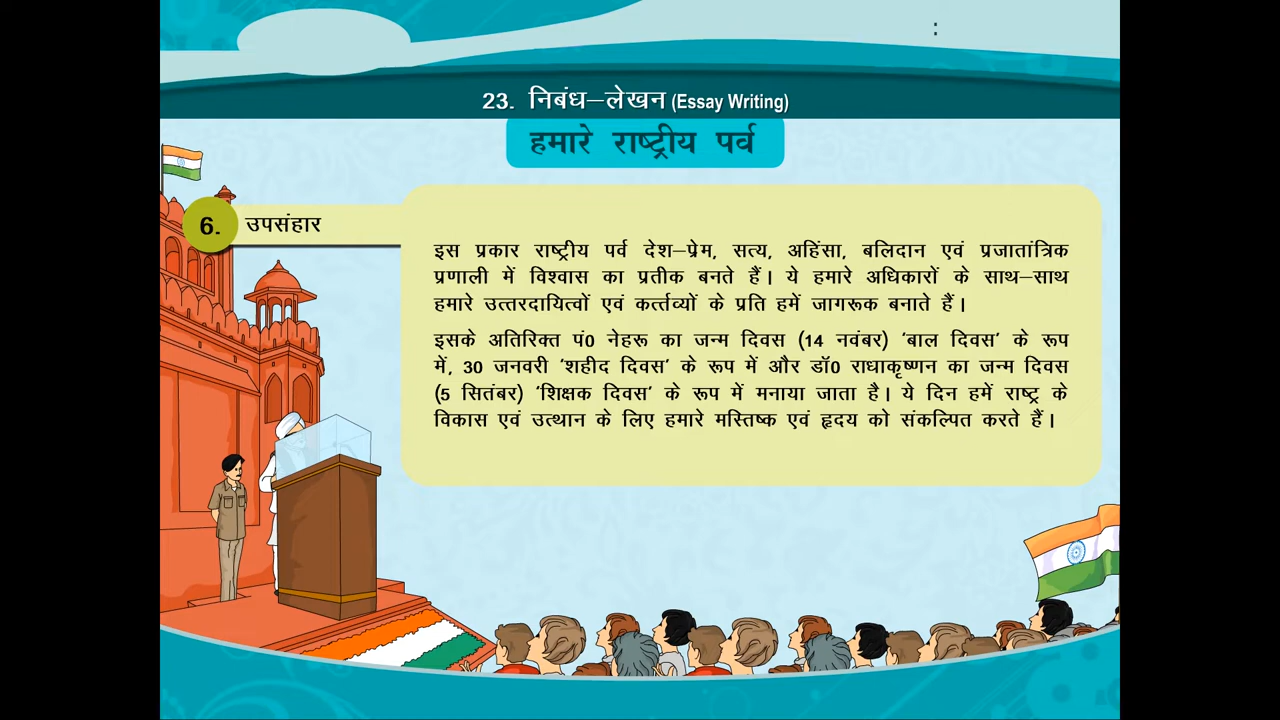 :
23. निबंध–लेखन (Essay Writing)
हमारे राष्ट्रीय पर्व
6. उपसंहार
इस प्रकार राष्ट्रीय पर्व देश–प्रेम, सत्य, अहिंसा, बलिदान एवं प्रजातांत्रिक
प्रणाली में विश्वास का प्रतीक बनते हैं। ये हमारे अधिकारों के साथ–साथ
हमारे उत्तरदायित्वों एवं कर्त्तव्यों के प्रति हमें जागरूक बनाते हैं।
इसके अतिरिक्त पं0 नेहरू का जन्म दिवस (14 नवंबर) ‘बाल दिवस’ के रूप
में, 30 जनवरी ‘शहीद दिवस’ के रूप में और डॉ0 राधाकृष्णन का जन्म दिवस
(5 सितंबर) ‘शिक्षक दिवस’ के रूप में मनाया जाता है। ये दिन हमें राष्ट्र के
विकास एवं उत्थान के लिए हमारे मस्तिष्क एवं हृदय को संकल्पित करते हैं।